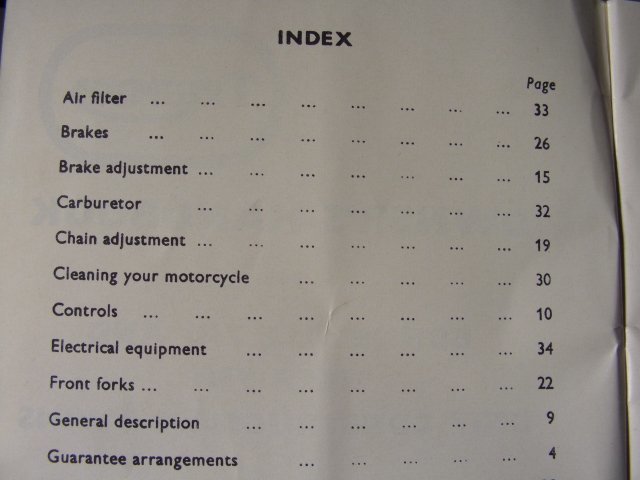 INDEX
Page
Air filter ... ... ... ... ... ... ... ... 33
Brakes ... ... ... ... ... ... ... ... 26
Brake adjustment ... ... ... ... ... ... ... 15
Carburetor ... ... ... ... ... ... ... 32
Chain adjustment ... ... ... ... ... ... ... 19
Cleaning your motorcycle ... ... ... ... ... 30
Controls ... ... ... ... ... ... ... ... 10
Electrical equipment ... ... ... ... ... ... 34
Front forks ... ... ... ... ... ... ... ... 22
General description ... ... ... ... ... ... 9
Guarantee arrangements ... ... ... ... ... 4